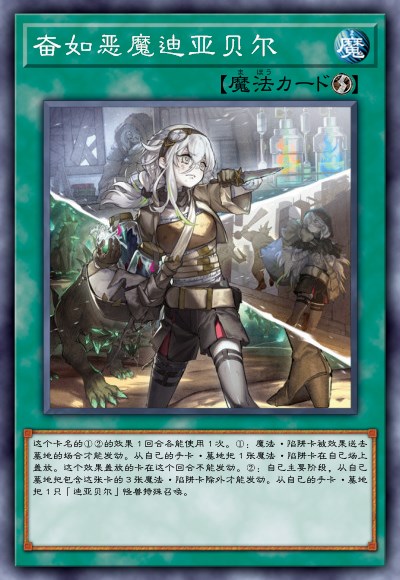 奋如恶魔迪亚贝尔
魔
【魔法カード】
ま ほう
这个卡名的①②的效果1回合各能使用1次。①：魔法·陷阱卡被效果送去
墓地的场合才能发动。从自己的手卡·墓地把1张魔法·陷阱卡在自己场上
盖放。这个效果盖放的卡在这个回合不能发动。②：自己主要阶段，从自己
墓地把包含这张卡的3张魔法·陷阱卡除外才能发动。从自己的手卡·墓地
把1只「迪亚贝尔」怪兽特殊召唤。